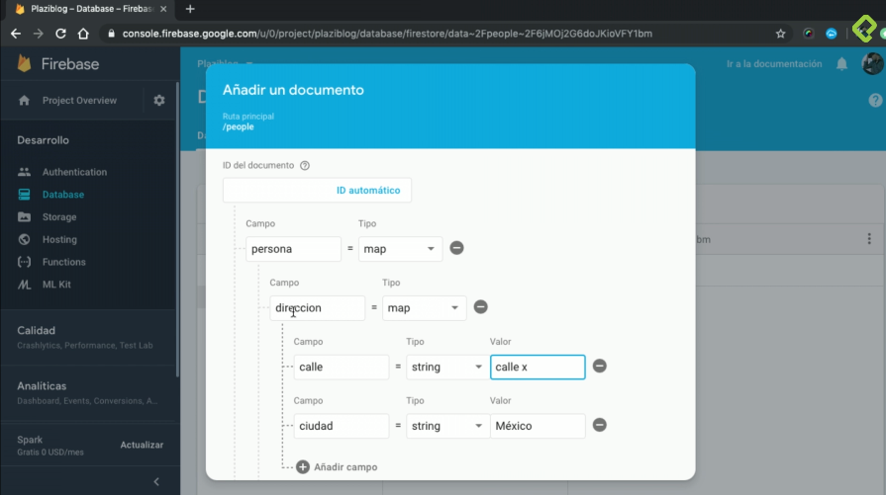 Plaziblog – Database – Firebas
console.firebase.google.com/u/0/project/plaziblog/database/firestore/data~2Fpeople~2F6jMOj2G6doJKioVFY1bm
Firebase
Ir a la documentación
Project Overview
Desarrollo
Authentication
Database
Storage
Hosting
Functions
ML Kit
Calidad
Crashlytics, Performance, Test Lab
Analíticas
Dashboard, Events, Conversions, A...
Spark
Gratis 0 USD/mes
Actualizar
Añadir un documento
Ruta principal
/people
ID del documento
ID automático
Campo Tipo
persona = map
Campo Tipo
direccion = map
Campo Tipo Valor
calle = string calle x
Campo Tipo Valor
ciudad = string México
Añadir campo
bm